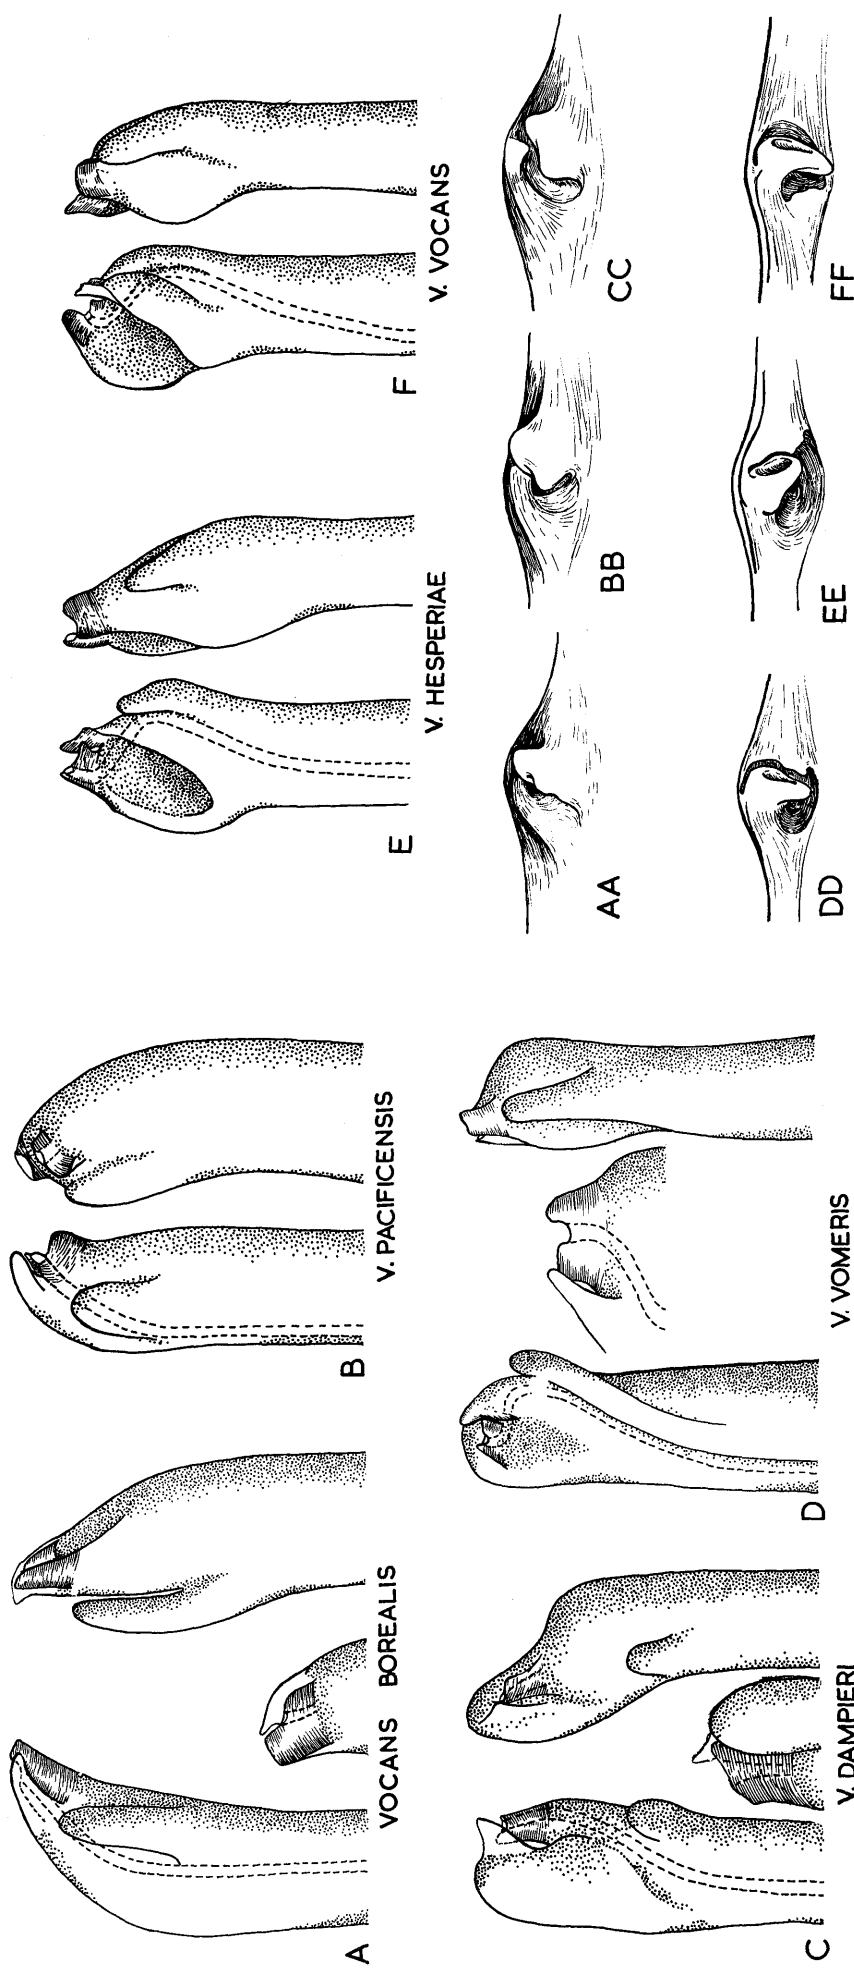 A
VOCANS BOREALIS
B
V. PACIFICENSIS
C
V. DAMPIERI
D
V. VOMERIS
E
V. HESPERIAE
F
V. VOCANS
AA
BB
CC
DD
EE
FF